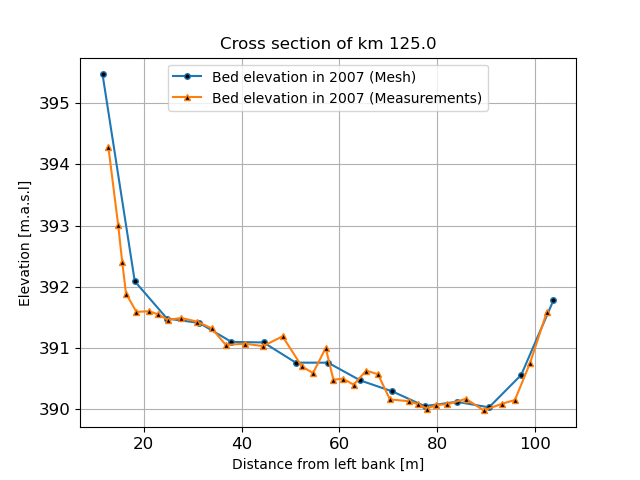 Cross section of km 125.0
Bed elevation in 2007 (Mesh)
Bed elevation in 2007 (Measurements)
Elevation [m.a.s.l]
395
394
393
392
391
390
20 40 60 80 100
Distance from left bank [m]